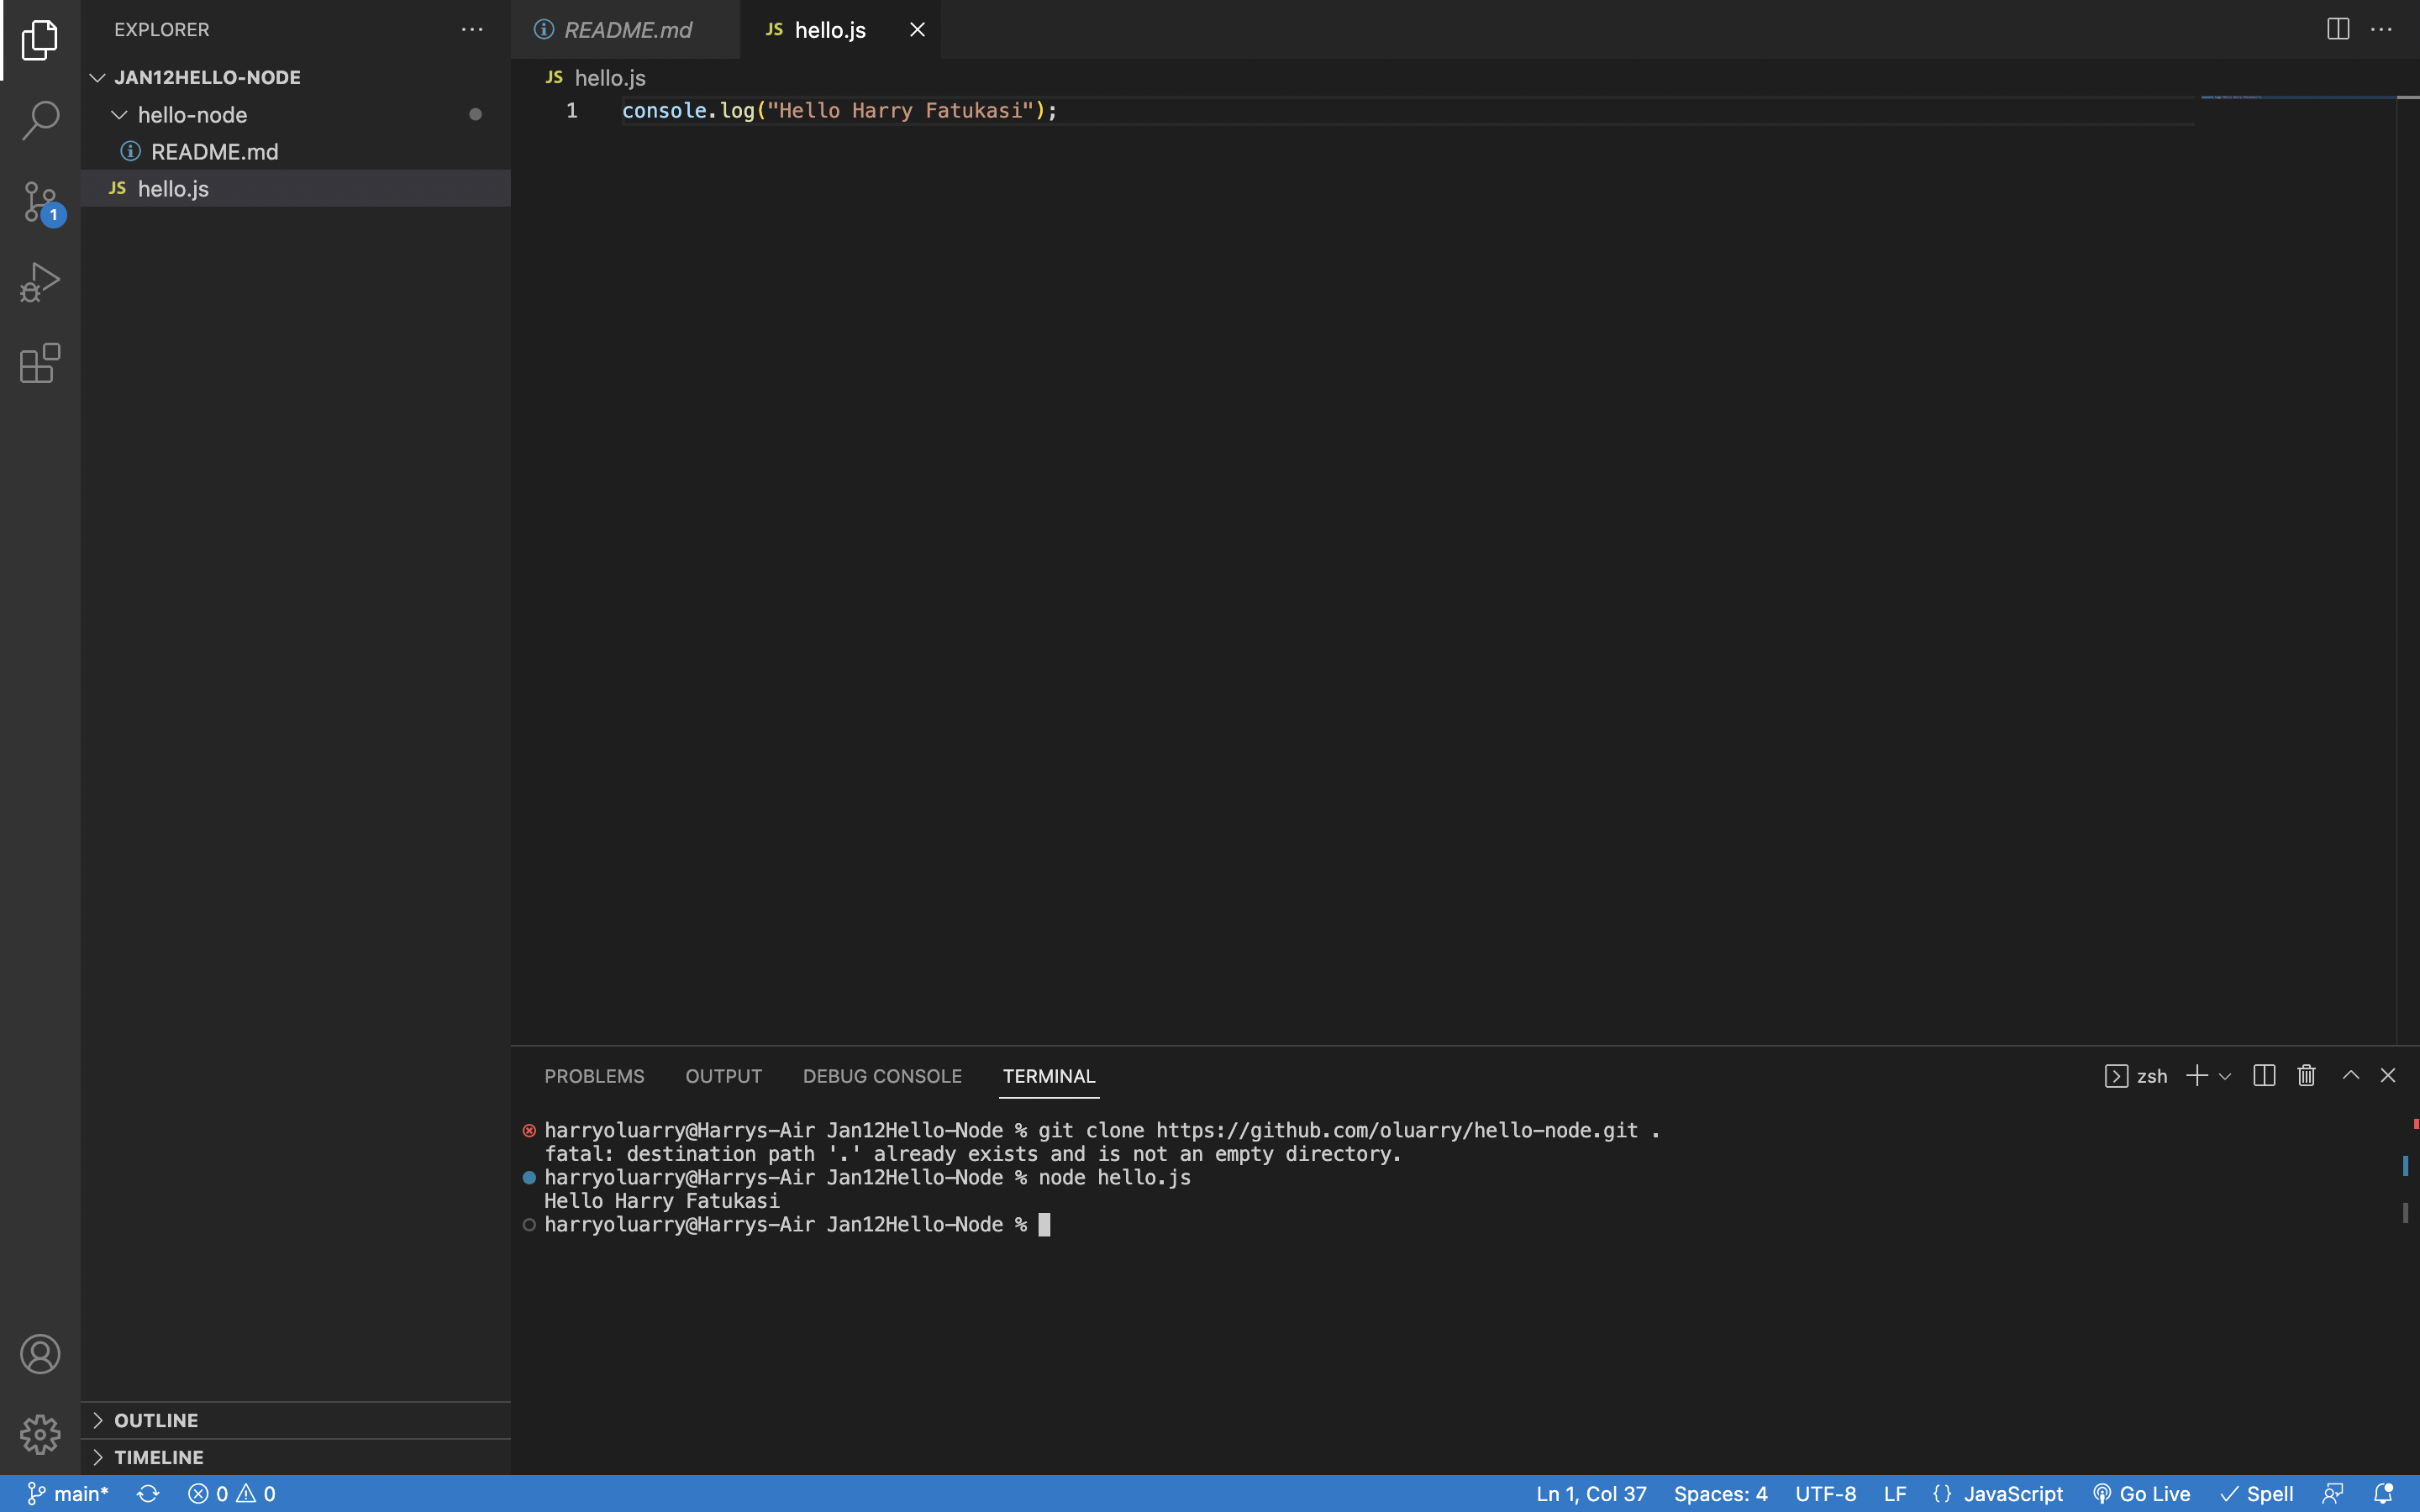 EXPLORER
JAN12HELLO-NODE
hello-node
README.md
JS hello.js
1
OUTLINE
TIMELINE
README.md
JS hello.js
JS hello.js
1 console.log("Hello Harry Fatukasi");
PROBLEMS OUTPUT DEBUG CONSOLE TERMINAL
zsh
harryoluarry@Harrys-Air Jan12Hello-Node % git clone https://github.com/oluarry/hello-node.git .
fatal: destination path '.' already exists and is not an empty directory.
harryoluarry@Harrys-Air Jan12Hello-Node % node hello.js
Hello Harry Fatukasi
harryoluarry@Harrys-Air Jan12Hello-Node %
main* 0 0 Ln 1, Col 37 Spaces: 4 UTF-8 LF {} JavaScript Go Live Spell